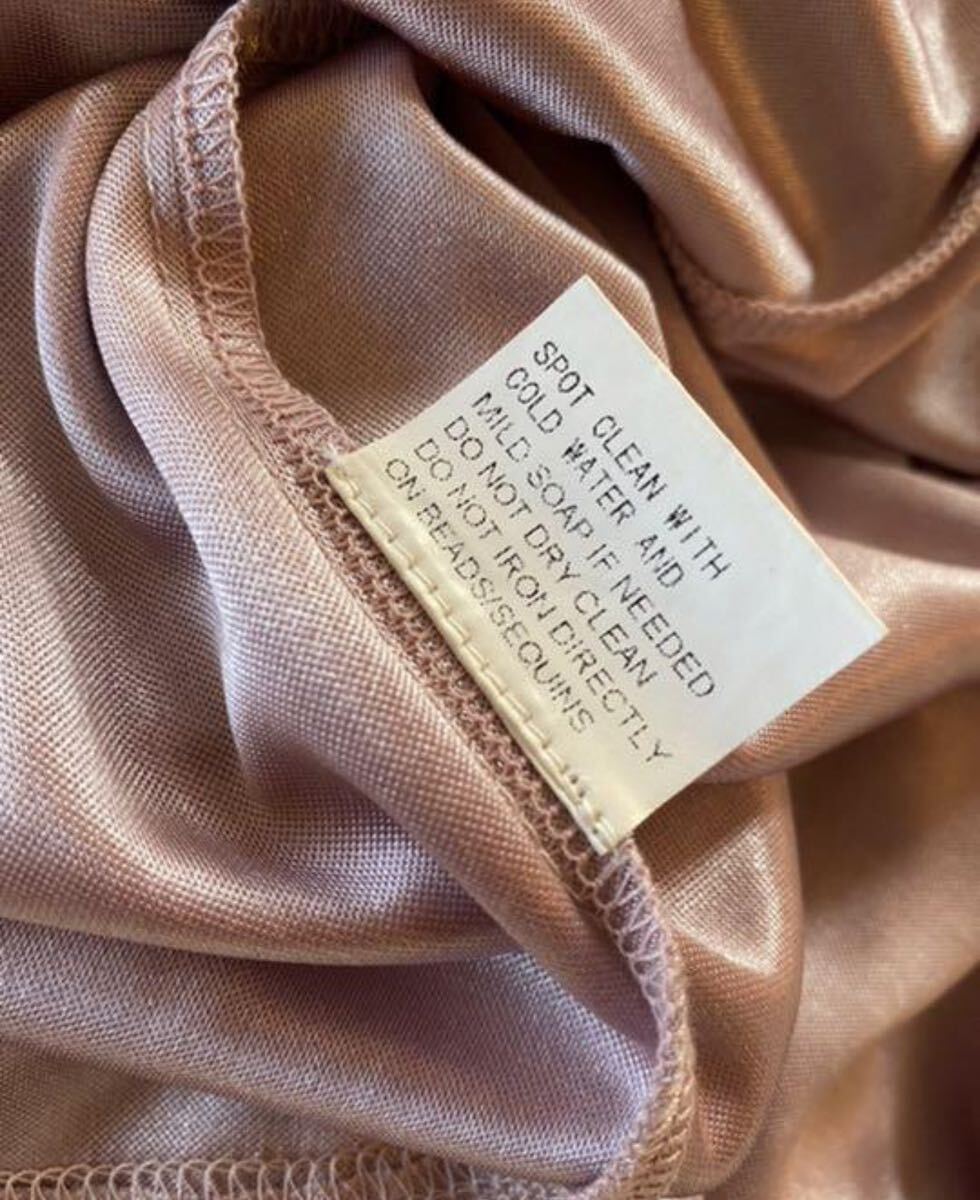 SPOT CLEAN WITH
COLD WATER AND
MILD SOAP IF NEEDED
DO NOT DRY CLEAN
DO NOT IRON DIRECTLY
ON READS/SEQUINS